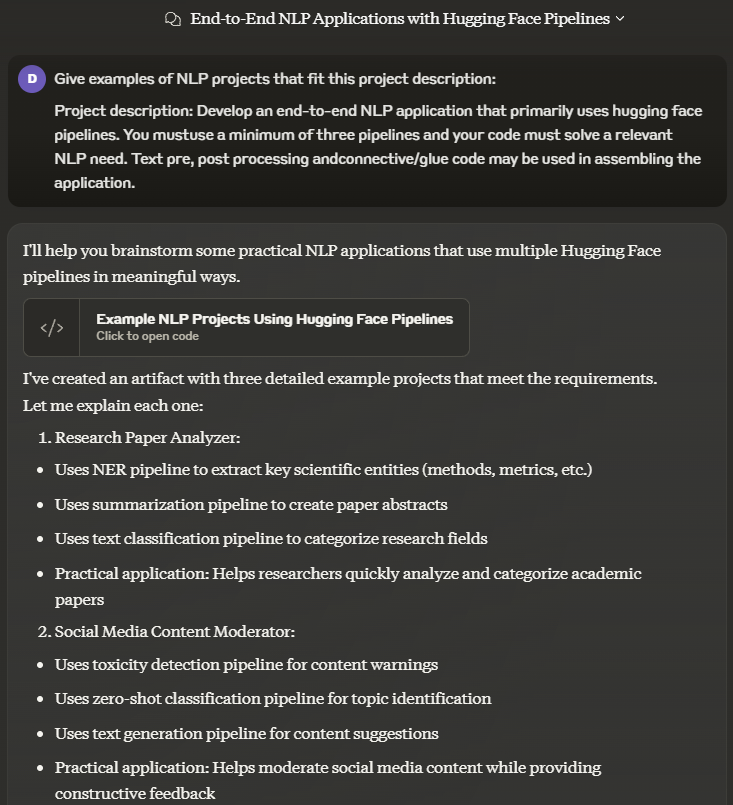 End-to-End NLP Applications with Hugging Face Pipelines
D
Give examples of NLP projects that fit this project description:
Project description: Develop an end-to-end NLP application that primarily uses hugging face
pipelines. You mustuse a minimum of three pipelines and your code must solve a relevant
NLP need. Text pre, post processing andconnective/glue code may be used in assembling the
application.
I'll help you brainstorm some practical NLP applications that use multiple Hugging Face
pipelines in meaningful ways.
</>
Example NLP Projects Using Hugging Face Pipelines
Click to open code
I've created an artifact with three detailed example projects that meet the requirements.
Let me explain each one:
1. Research Paper Analyzer:
• Uses NER pipeline to extract key scientific entities (methods, metrics, etc.)
• Uses summarization pipeline to create paper abstracts
• Uses text classification pipeline to categorize research fields
• Practical application: Helps researchers quickly analyze and categorize academic
papers
2. Social Media Content Moderator:
• Uses toxicity detection pipeline for content warnings
• Uses zero-shot classification pipeline for topic identification
• Uses text generation pipeline for content suggestions
• Practical application: Helps moderate social media content while providing
constructive feedback